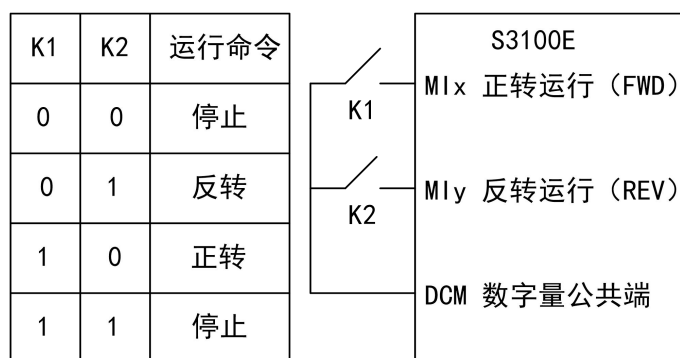 K1 K2 运行命令
0 0 停止
0 1 反转
1 0 正转
1 1 停止
S3100E
K1
MIx 正转运行（FWD）
K2
MIy 反转运行（REV）
DCM 数字量公共端